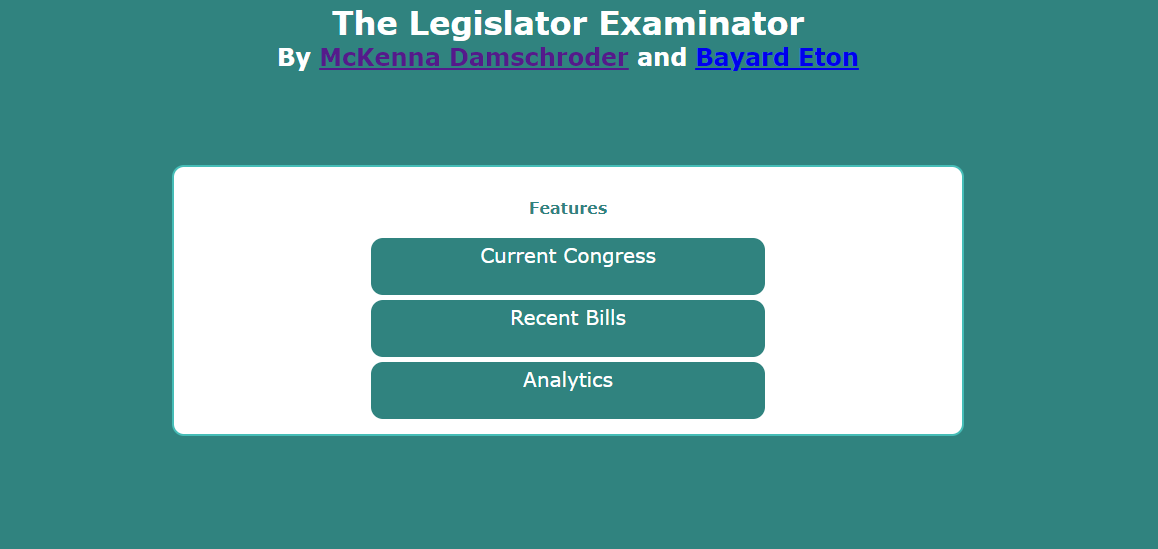 The Legislator Examinator
By McKenna Damschroder and Bayard Eton
Features
Current Congress
Recent Bills
Analytics